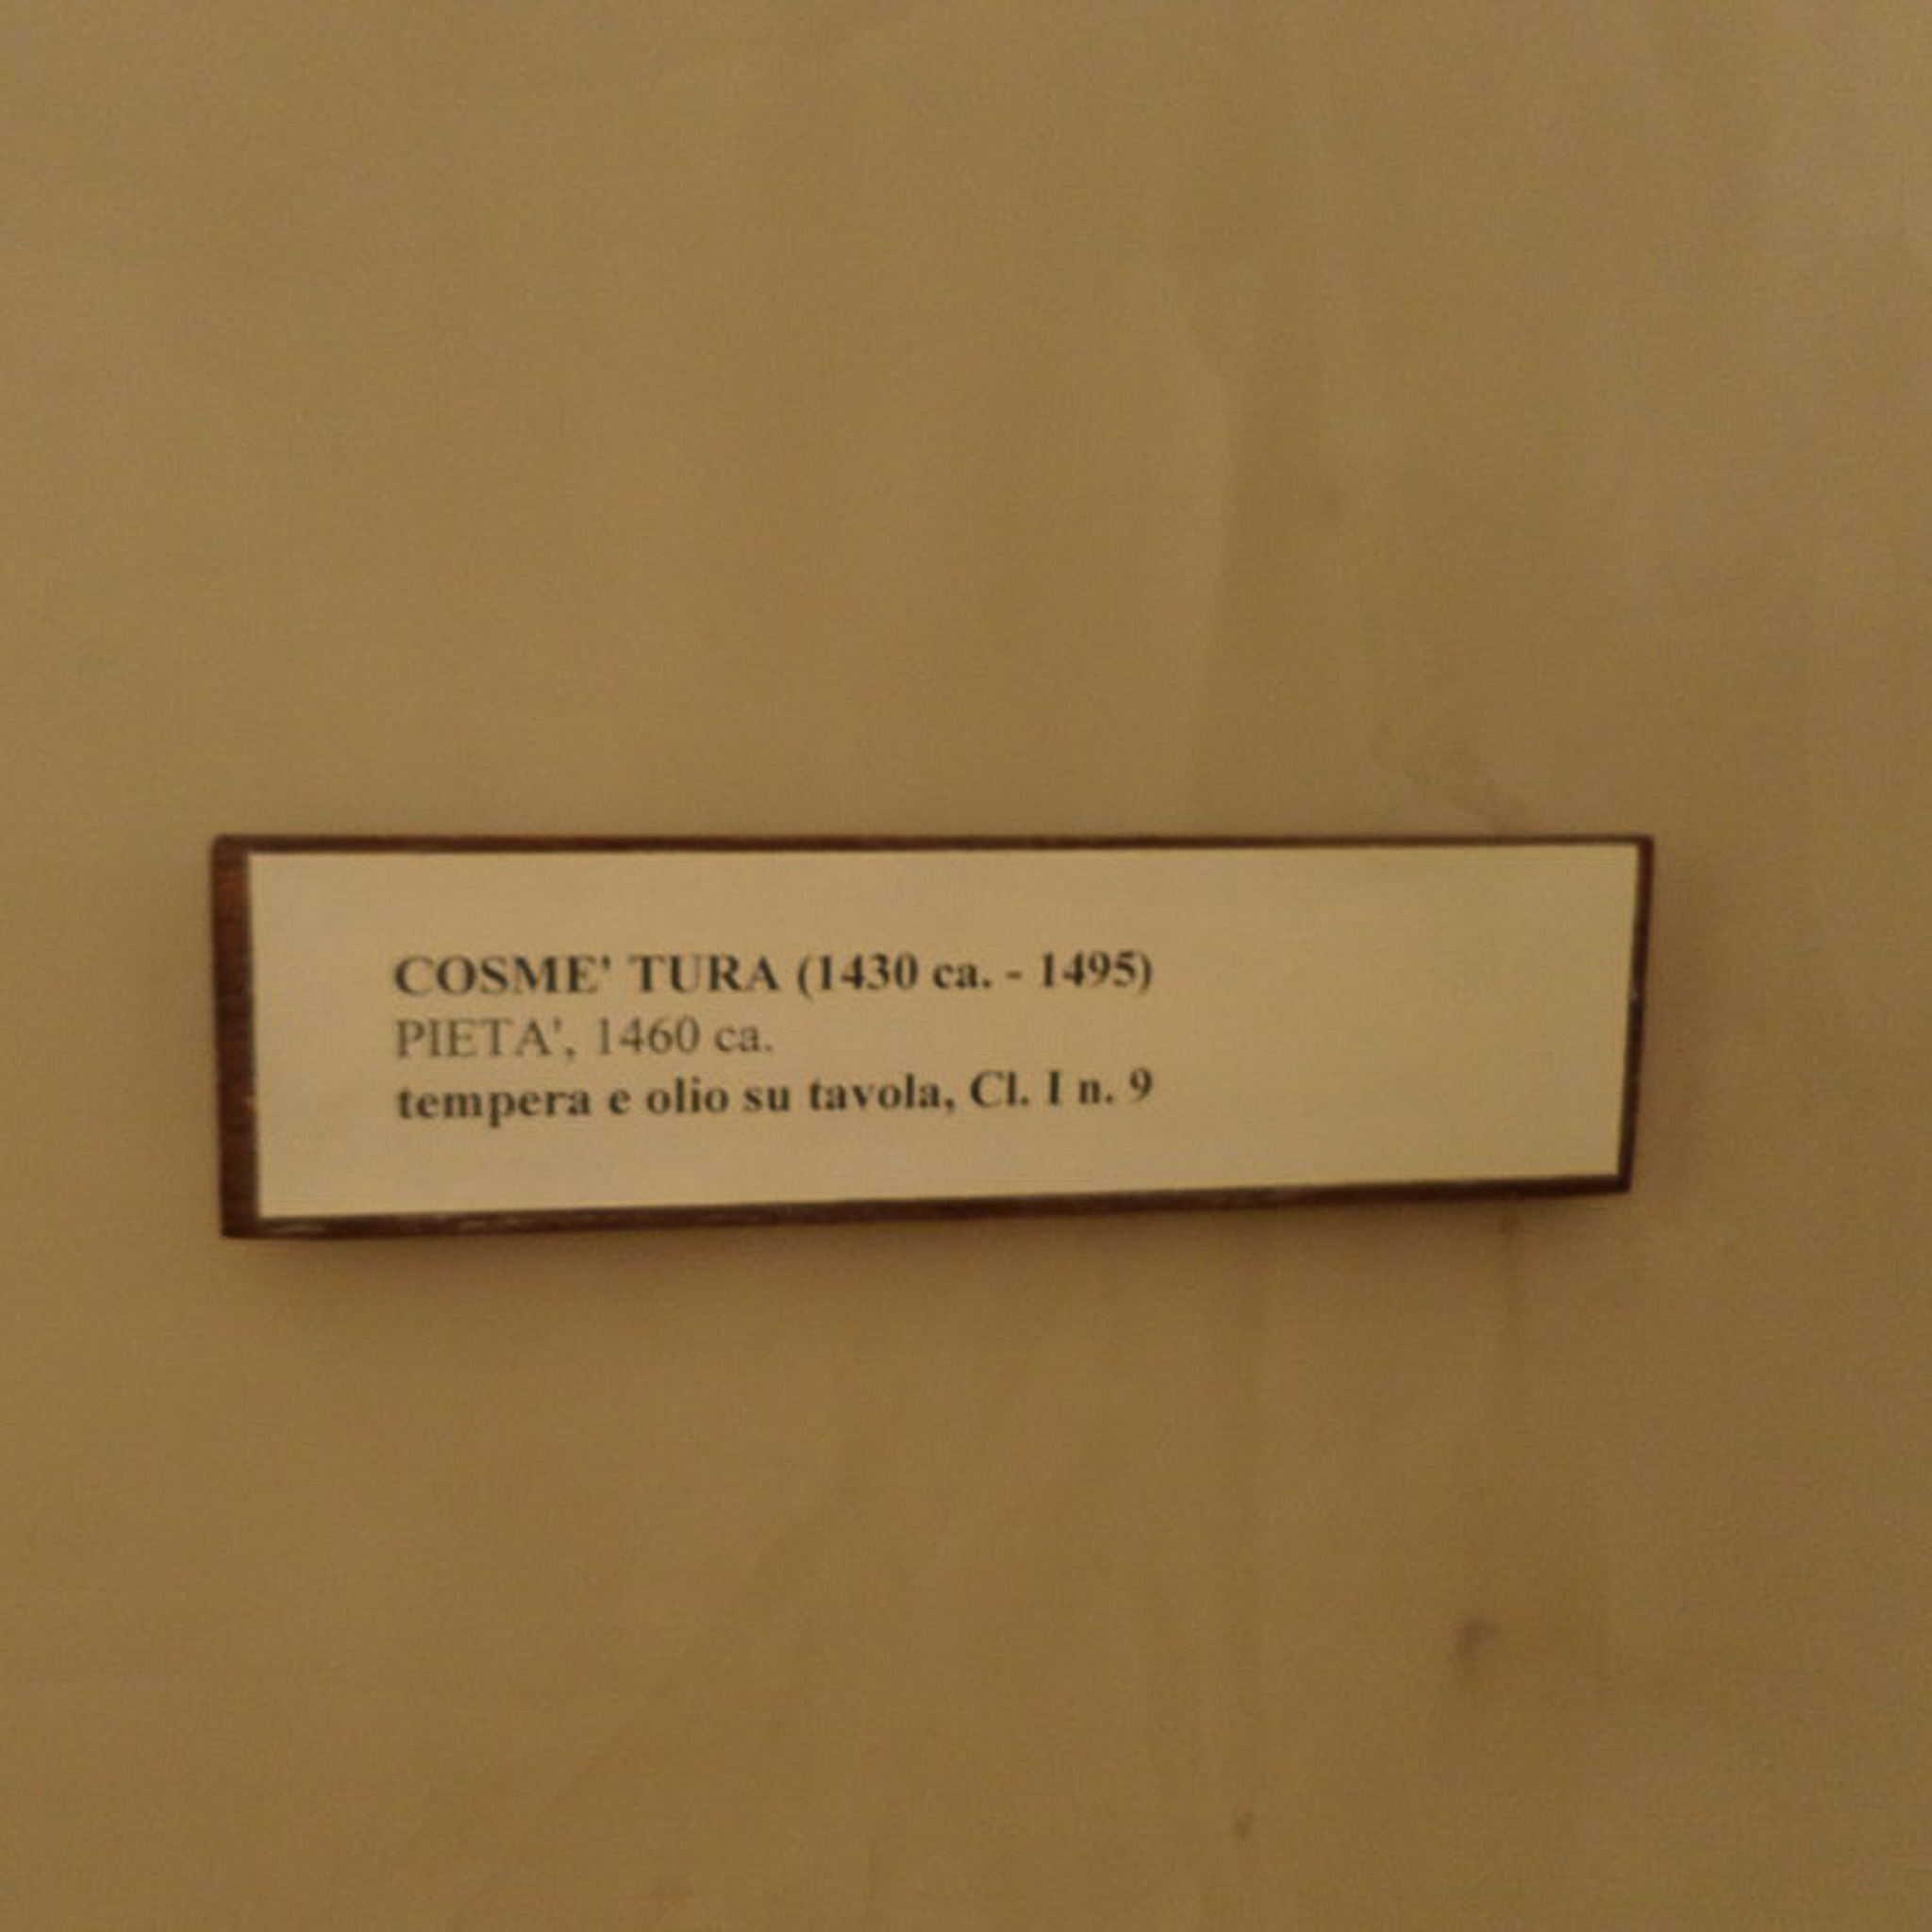 COSME' TURA (1430 ca. - 1495)
PIETA', 1460 ca.
tempera e olio su tavola, Cl. I n. 9